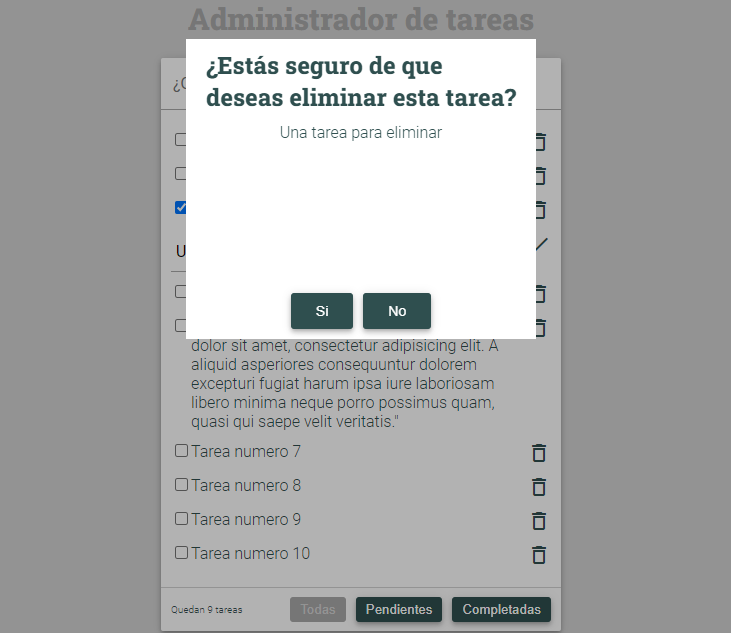 Administrador de tareas
¿Estás seguro de que
deseas eliminar esta tarea?
Una tarea para eliminar
Si
No
dolor sit amet, consectetur adipisicing elit. A
aliquid asperiores consequuntur dolorem
excepturi fugiat harum ipsa iure laboriosam
libero minima neque porro possimus quam,
quasi qui saepe velit veritatis."
Tarea numero 7
Tarea numero 8
Tarea numero 9
Tarea numero 10
Quedan 9 tareas
Todas
Pendientes
Completadas